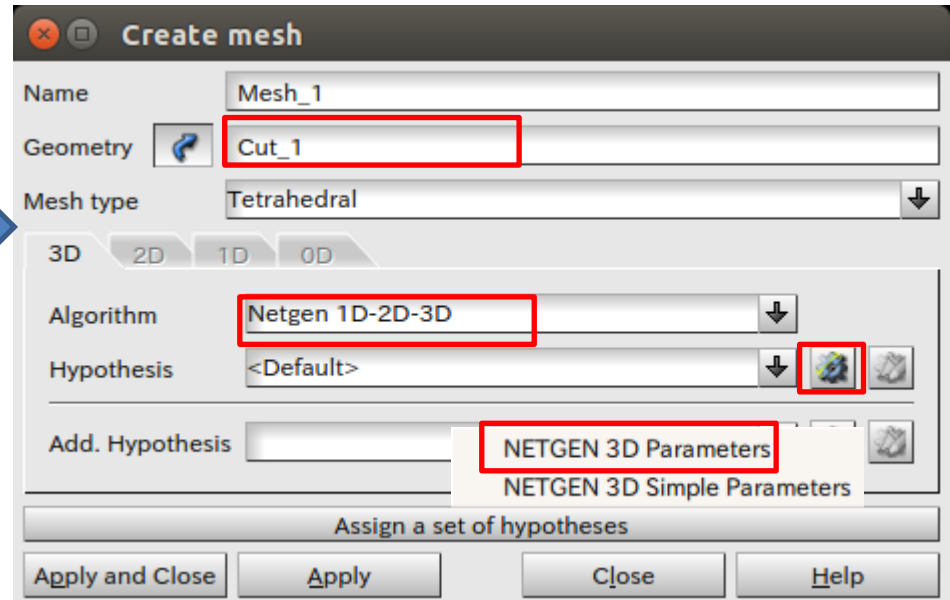 Create mesh
Name Mesh_1
Geometry Cut_1
Mesh type Tetrahedral
3D 2D 1D 0D
Algorithm Netgen 1D-2D-3D
Hypothesis <Default>
Add. Hypothesis
NETGEN 3D Parameters
NETGEN 3D Simple Parameters
Assign a set of hypotheses
Apply and Close Apply Close Help